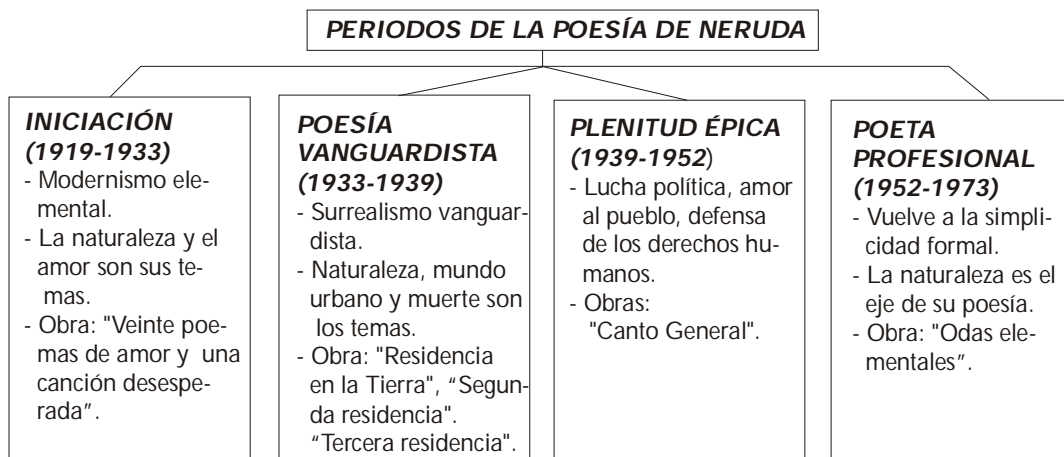 PERIODOS DE LA POESÍA DE NERUDA
INICIACIÓN
(1919-1933)
- Modernismo ele-
mental.
- La naturaleza y el
amor son sus te-
mas.
- Obra: "Veinte poe-
mas de amor y una
canción desespe-
rada”.
POESÍA
VANGUARDISTA
(1933-1939)
- Surrealismo vanguar-
dista.
- Naturaleza, mundo
urbano y muerte son
los temas.
- Obra: "Residencia
en la Tierra", “Segun-
da residencia".
“Tercera residencia".
PLENITUD ÉPICA
(1939-1952)
- Lucha política, amor
al pueblo, defensa
de los derechos hu-
manos.
- Obras:
"Canto General".
POETA
PROFESIONAL
(1952-1973)
- Vuelve a la simpli-
cidad formal.
- La naturaleza es el
eje de su poesía.
- Obra: "Odas ele-
mentales”.